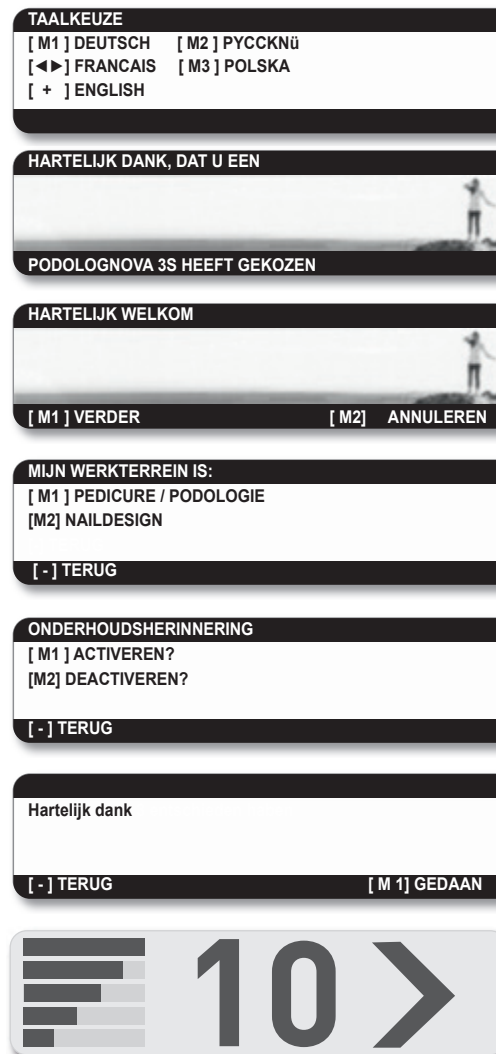 TAALKEUZE
[ M1 ] DEUTSCH [ M2 ] PYCCKNü
[◄►] FRANCAIS [ M3 ] POLSKA
[ + ] ENGLISH
HARTELIJK DANK, DAT U EEN
PODOLOGNOVA 3S HEEFT GEKOZEN
HARTELIJK WELKOM
[ M1 ] VERDER [ M2] ANNULEREN
MIJN WERKTERREIN IS:
[ M1 ] PEDICURE / PODOLOGIE
[M2] NAILDESIGN
[ - ] TERUG
ONDERHOUDSHERINNERING
[ M1 ] ACTIVEREN?
[M2] DEACTIVEREN?
[ - ] TERUG
Hartelijk dank
[ - ] TERUG [ M 1] GEDAAN
10 >